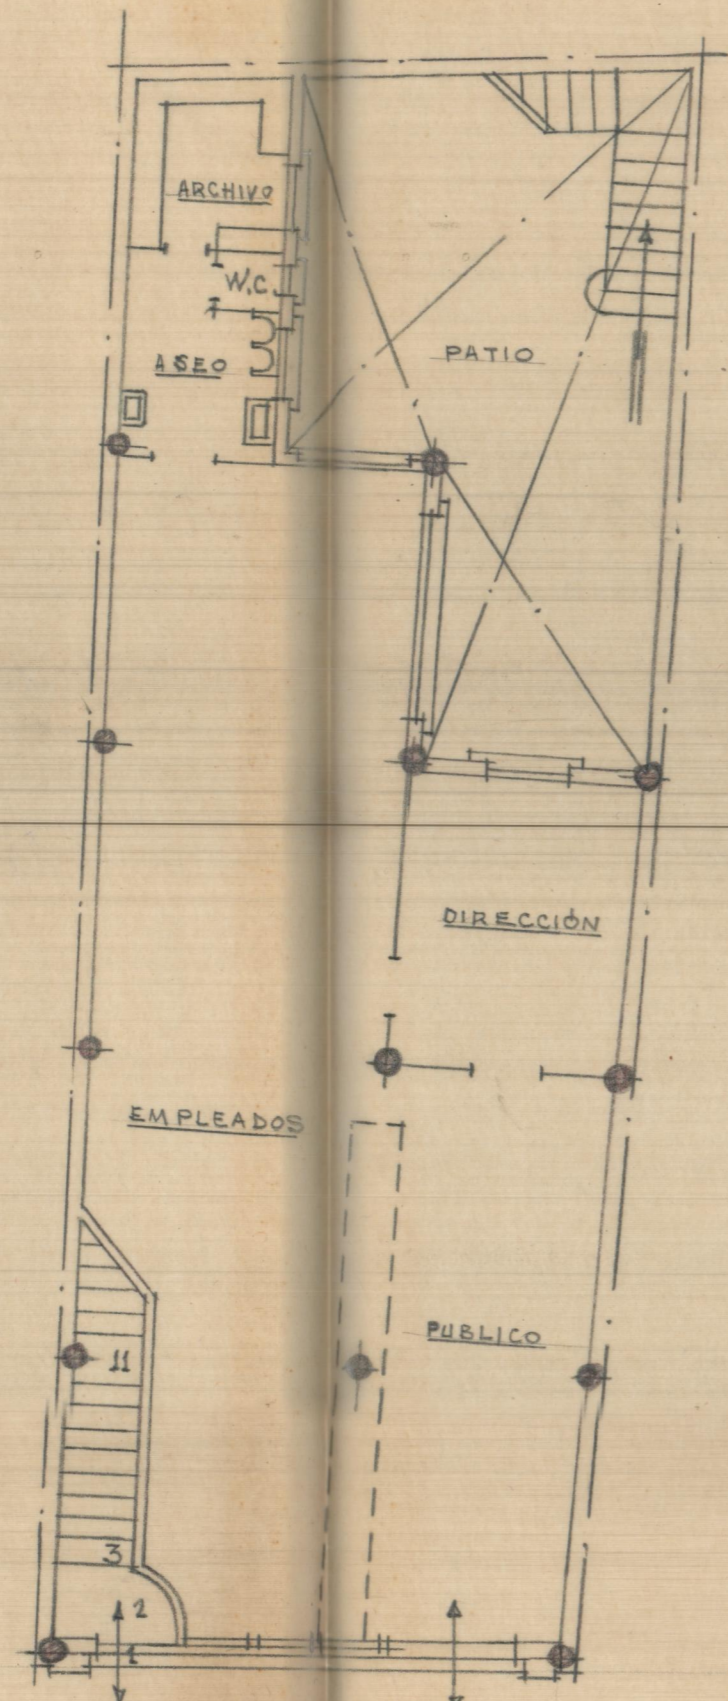 ARCHIVO
W.C.
ASEO
PATIO
DIRECCIÓN
EMPLEADOS
PUBLICO
11
3
2
1